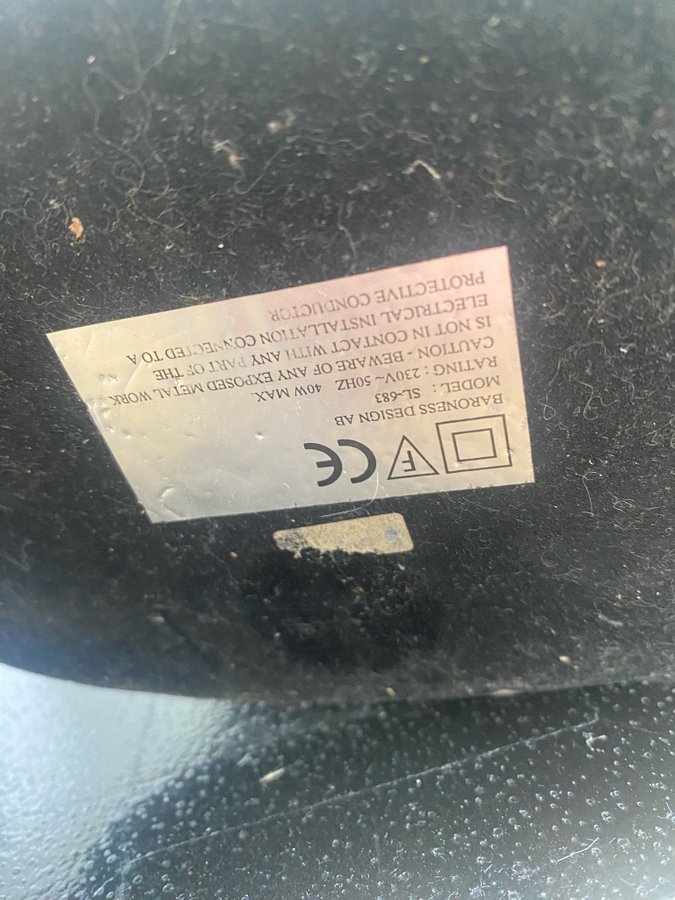 CE
F
BARONESS DESIGN AB
MODEL: SL-683
RATING: 230V~50HZ 40W MAX.
CAUTION - BEWARE OF ANY EXPOSED METAL WORK
IS NOT IN CONTACT WITH ANY PART OF THE
ELECTRICAL INSTALLATION CONNECTED TO A
PROTECTIVE CONDUCTOR